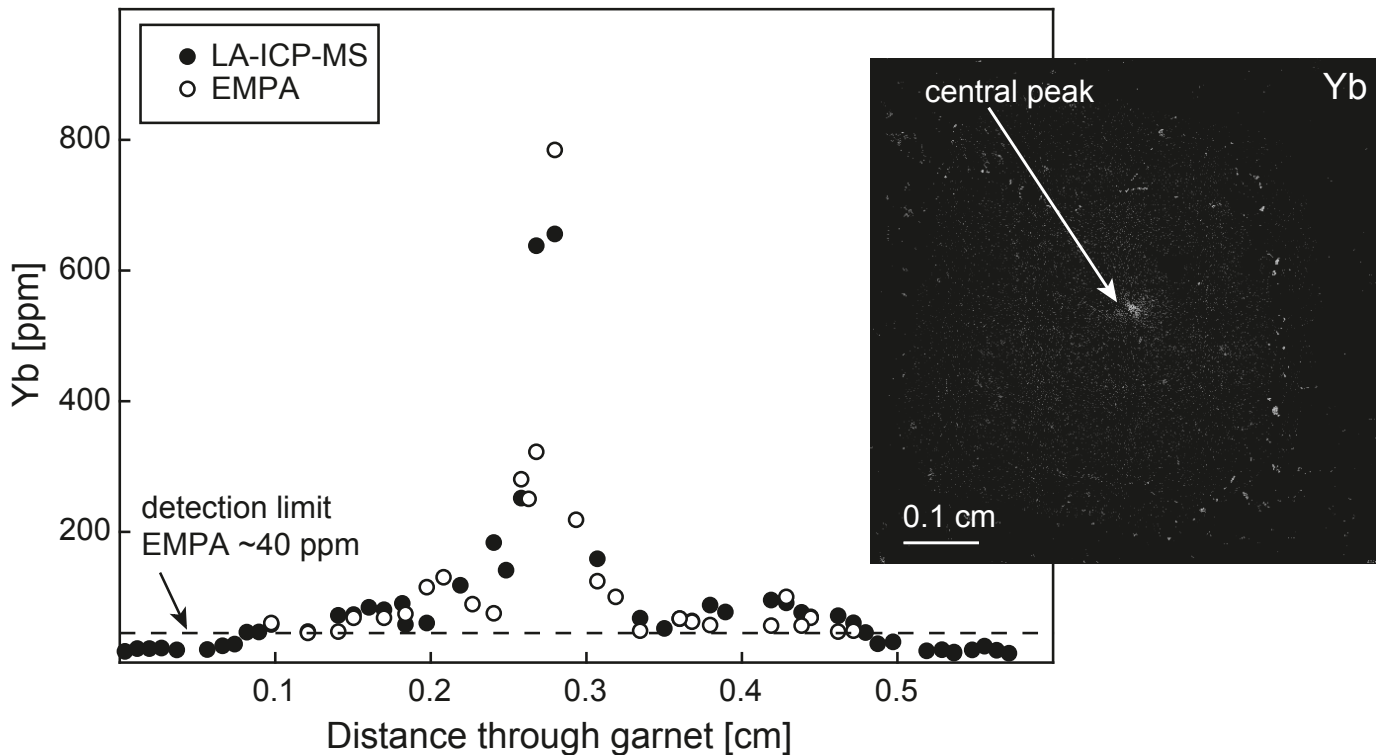 LA-ICP-MS
EMPA
800
600
400
200
Yb [ppm]
detection limit
EMPA ~40 ppm
0.1
0.2
0.3
0.4
0.5
Distance through garnet [cm]
central peak
Yb
0.1 cm